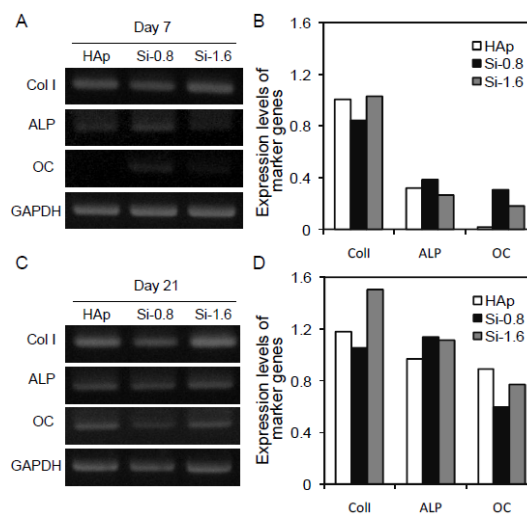 A
Day 7
HAp Si-0.8 Si-1.6
Col I
ALP
OC
GAPDH
B
Expression levels of
marker genes
1.6
1.2
0.8
0.4
0
HAp
Si-0.8
Si-1.6
ColI ALP OC
C
Day 21
HAp Si-0.8 Si-1.6
Col I
ALP
OC
GAPDH
D
Expression levels of
marker genes
1.6
1.2
0.8
0.4
0
HAp
Si-0.8
Si-1.6
ColI ALP OC